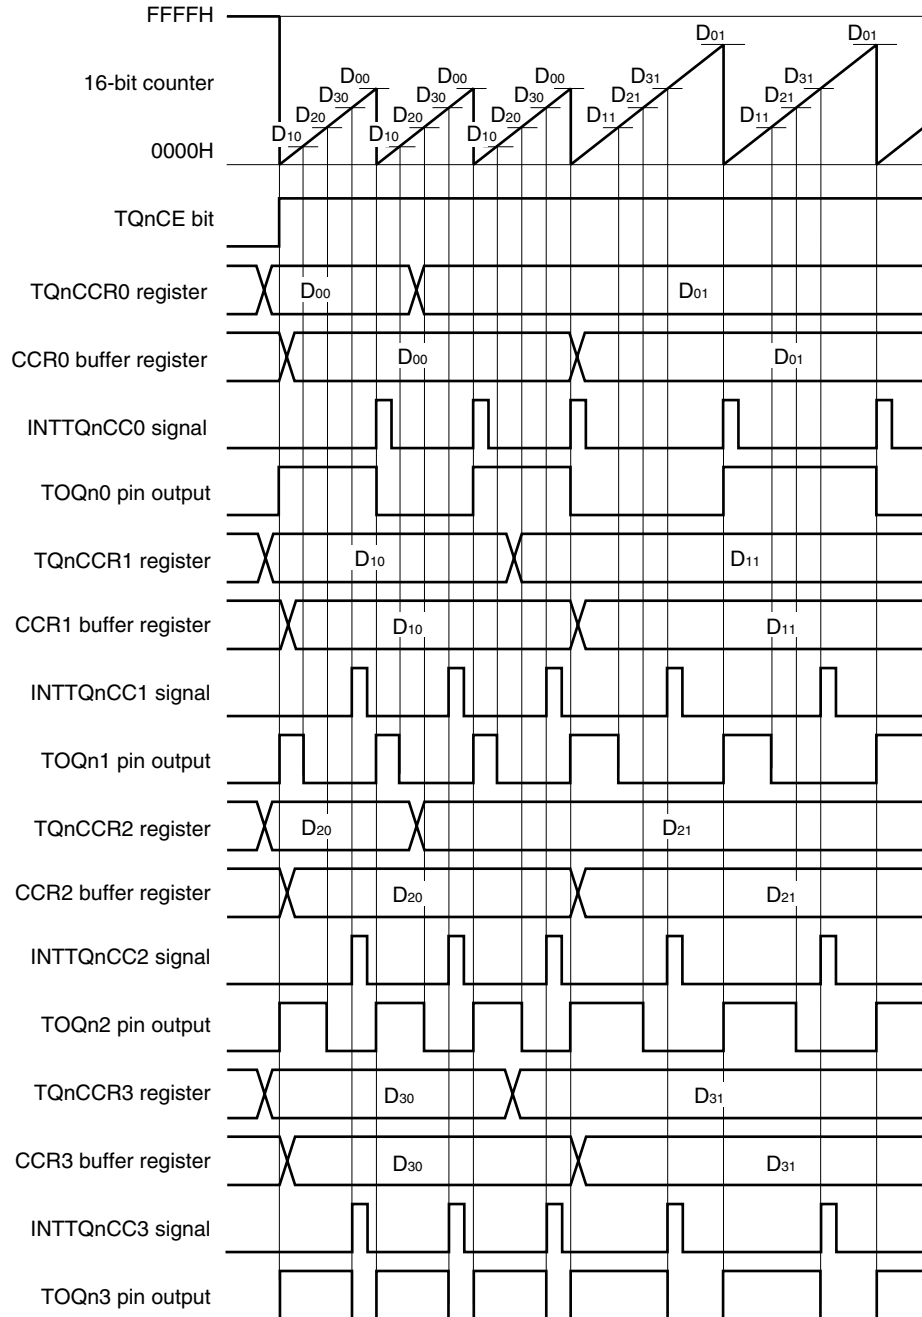 FFFFH
16-bit counter
0000H
D10 D20 D30 D00
D10 D20 D30 D00
D10 D20 D30 D00
D11 D21 D31 D01
D11 D21 D31 D01
TQnCE bit
TQnCCR0 register D00 D01
CCR0 buffer register D00 D01
INTTQnCC0 signal
TOQn0 pin output
TQnCCR1 register D10 D11
CCR1 buffer register D10 D11
INTTQnCC1 signal
TOQn1 pin output
TQnCCR2 register D20 D21
CCR2 buffer register D20 D21
INTTQnCC2 signal
TOQn2 pin output
TQnCCR3 register D30 D31
CCR3 buffer register D30 D31
INTTQnCC3 signal
TOQn3 pin output